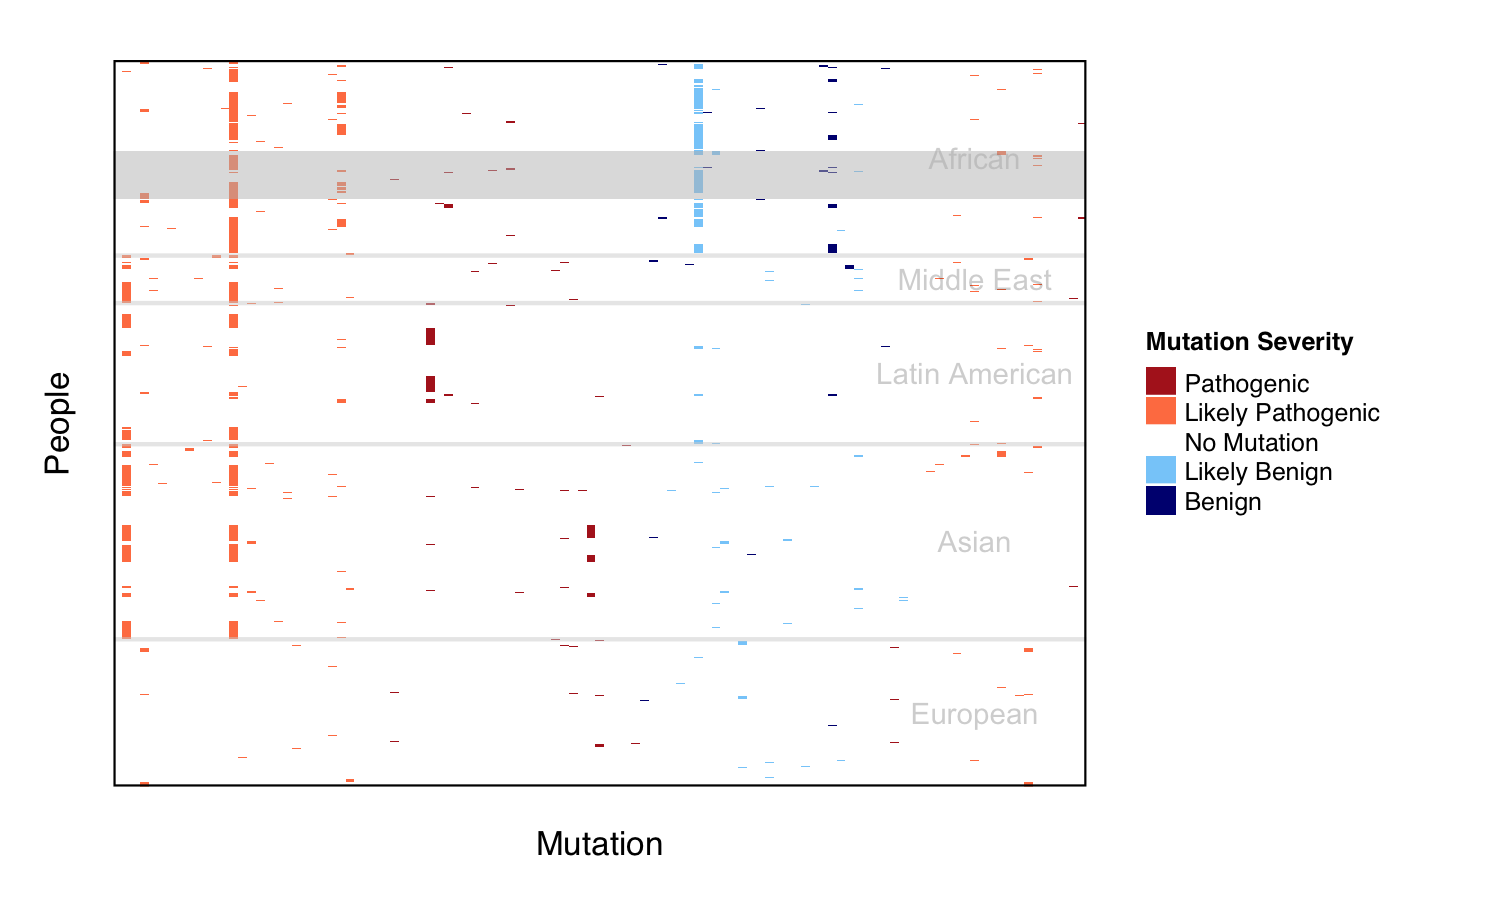 African
Middle East
Latin American
Asian
European
People
Mutation
Mutation Severity
Pathogenic
Likely Pathogenic
No Mutation
Likely Benign
Benign